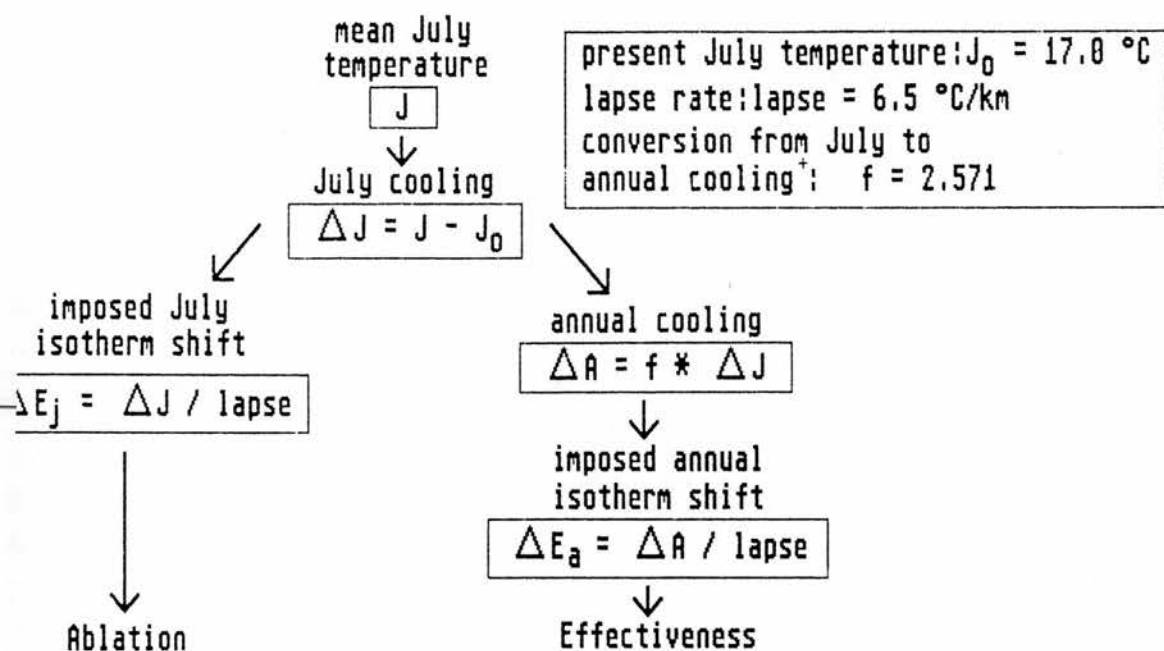 mean July
temperature
J
July cooling
ΔJ = J - J₀
present July temperature:J₀ = 17.8 °C
lapse rate:lapse = 6.5 °C/km
conversion from July to
annual cooling⁺: f = 2.571
imposed July
isotherm shift
ΔEⱼ = ΔJ / lapse
Ablation
annual cooling
ΔA = f * ΔJ
imposed annual
isotherm shift
ΔEₐ = ΔA / lapse
Effectiveness